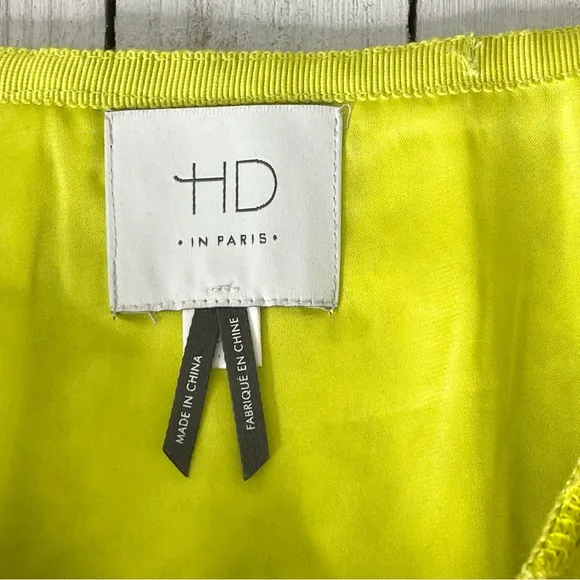 HD
• IN PARIS •
MADE IN CHINA
FABRIQUÉ EN CHINE